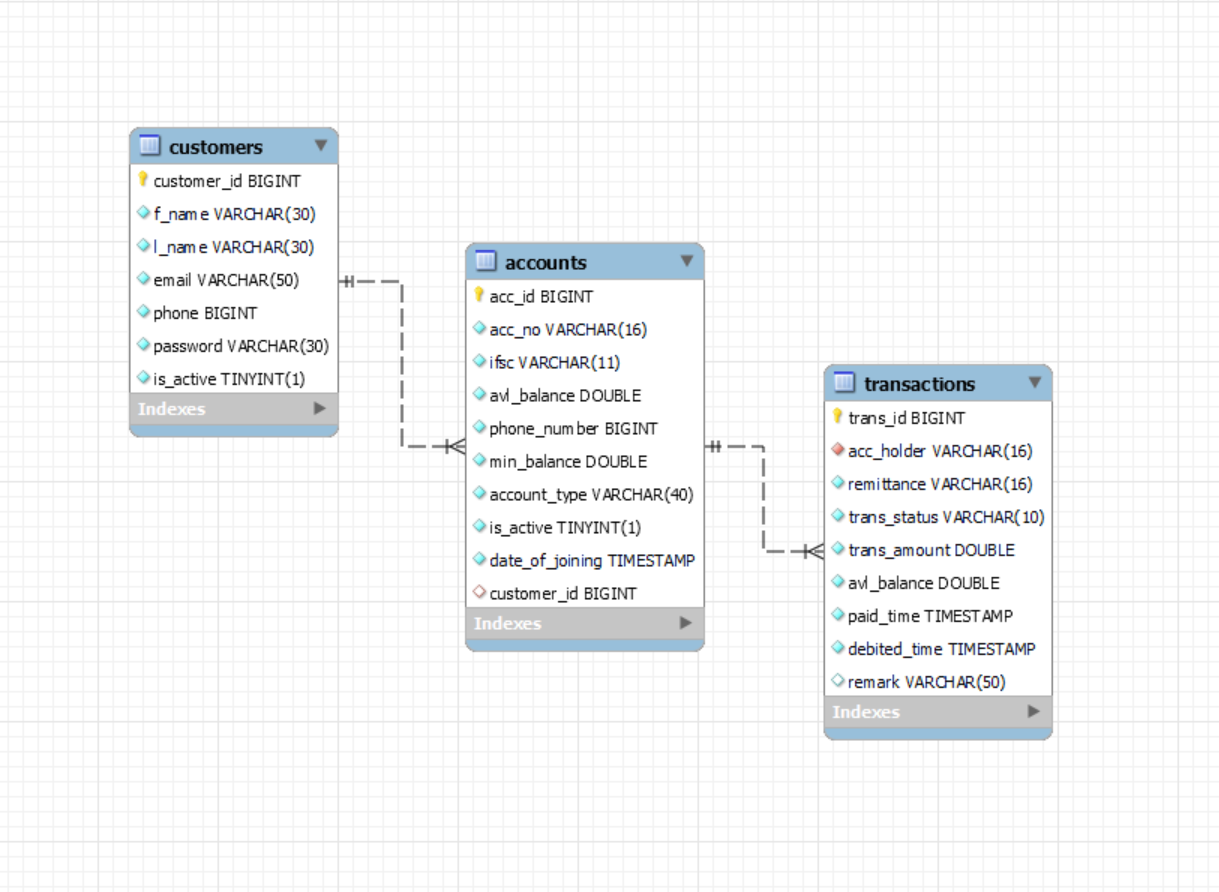 customers
customer_id BIGINT
f_name VARCHAR(30)
l_name VARCHAR(30)
email VARCHAR(50)
phone BIGINT
password VARCHAR(30)
is_active TINYINT(1)
Indexes
accounts
acc_id BIGINT
acc_no VARCHAR(16)
ifsc VARCHAR(11)
avl_balance DOUBLE
phone_number BIGINT
min_balance DOUBLE
account_type VARCHAR(40)
is_active TINYINT(1)
date_of_joining TIMESTAMP
customer_id BIGINT
Indexes
transactions
trans_id BIGINT
acc_holder VARCHAR(16)
remittance VARCHAR(16)
trans_status VARCHAR(10)
trans_amount DOUBLE
avl_balance DOUBLE
paid_time TIMESTAMP
debited_time TIMESTAMP
remark VARCHAR(50)
Indexes